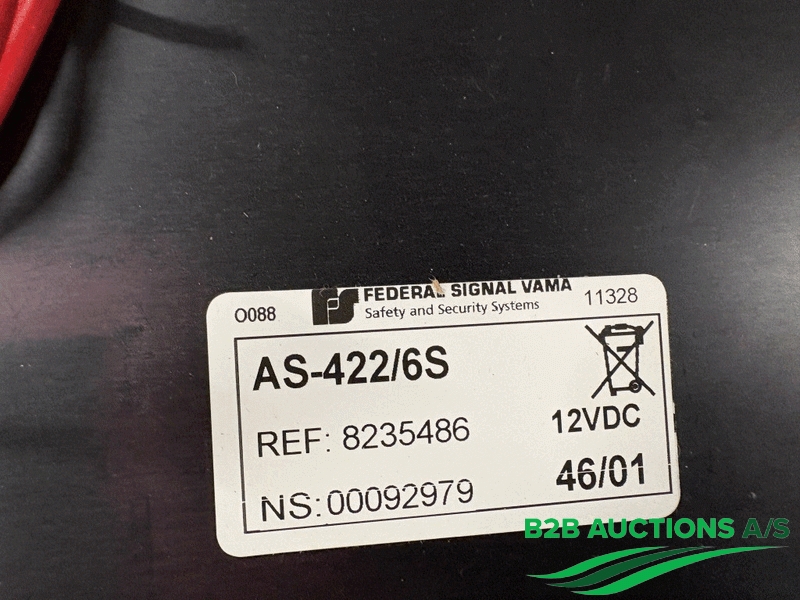 O088
FEDERAL SIGNAL VAMA
11328
Safety and Security Systems
AS-422/6S
REF: 8235486
12VDC
NS:00092979
46/01
B2B AUCTIONS A/S